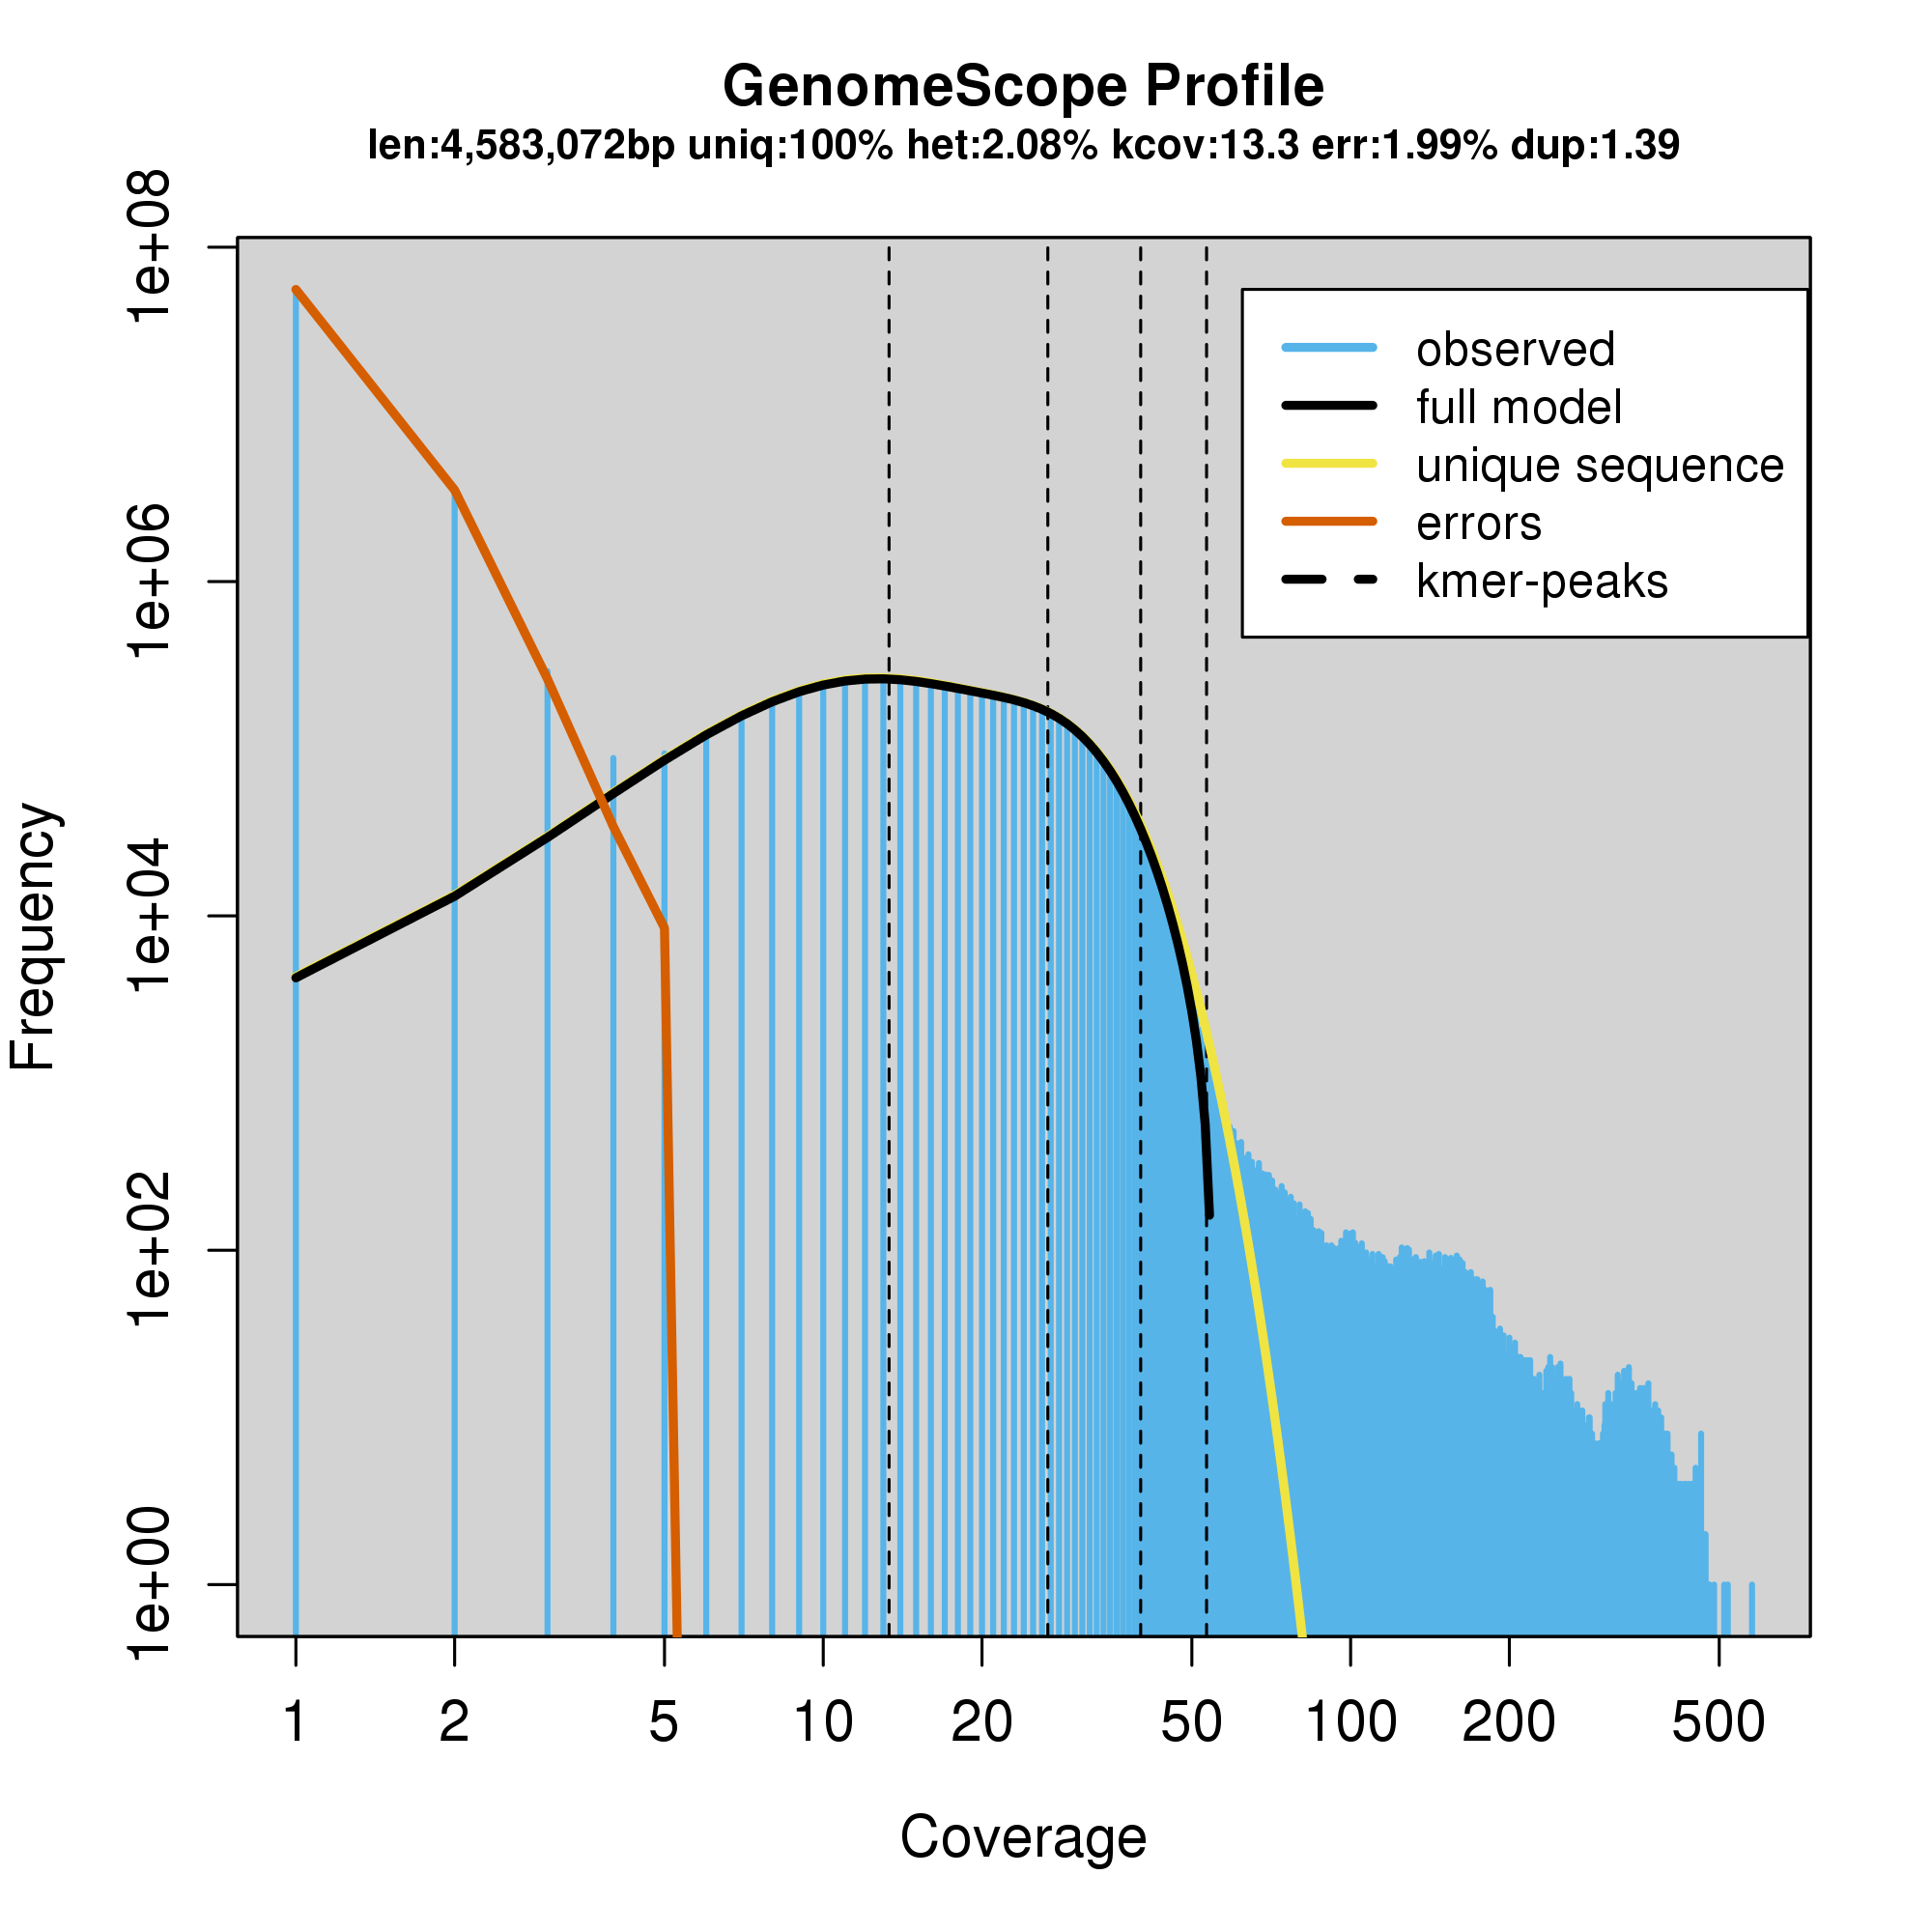 GenomeScope Profile
len:4,583,072bp uniq:100% het:2.08% kcov:13.3 err:1.99% dup:1.39
1e+08
1e+06
1e+04
1e+02
1e+00
Frequency
observed
full model
unique sequence
errors
kmer-peaks
1 2 5 10 20 50 100 200 500
Coverage